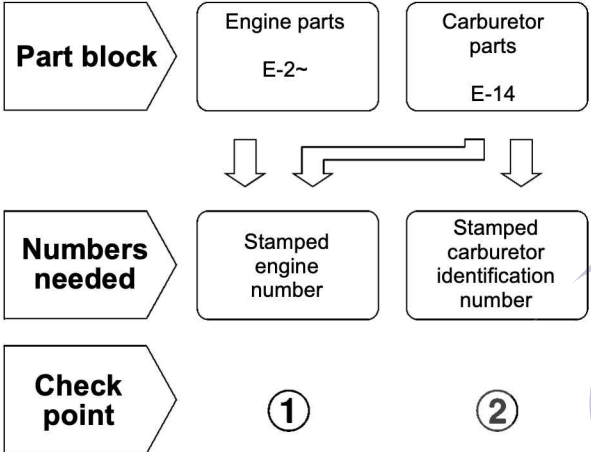 Part block
Engine parts
E-2~
Carburetor
parts
E-14
Numbers
needed
Stamped
engine
number
Stamped
carburetor
identification
number
Check
point
①
②